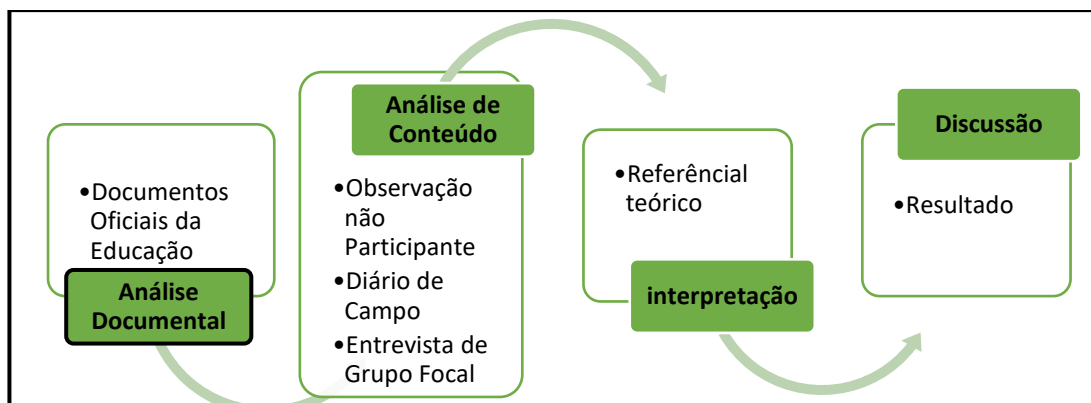 •Documentos
Oficiais da
Educação
Análise
Documental
Análise de
Conteúdo
•Observação
não
Participante
•Diário de
Campo
•Entrevista de
Grupo Focal
•Referêncial
teórico
interpretação
Discussão
•Resultado